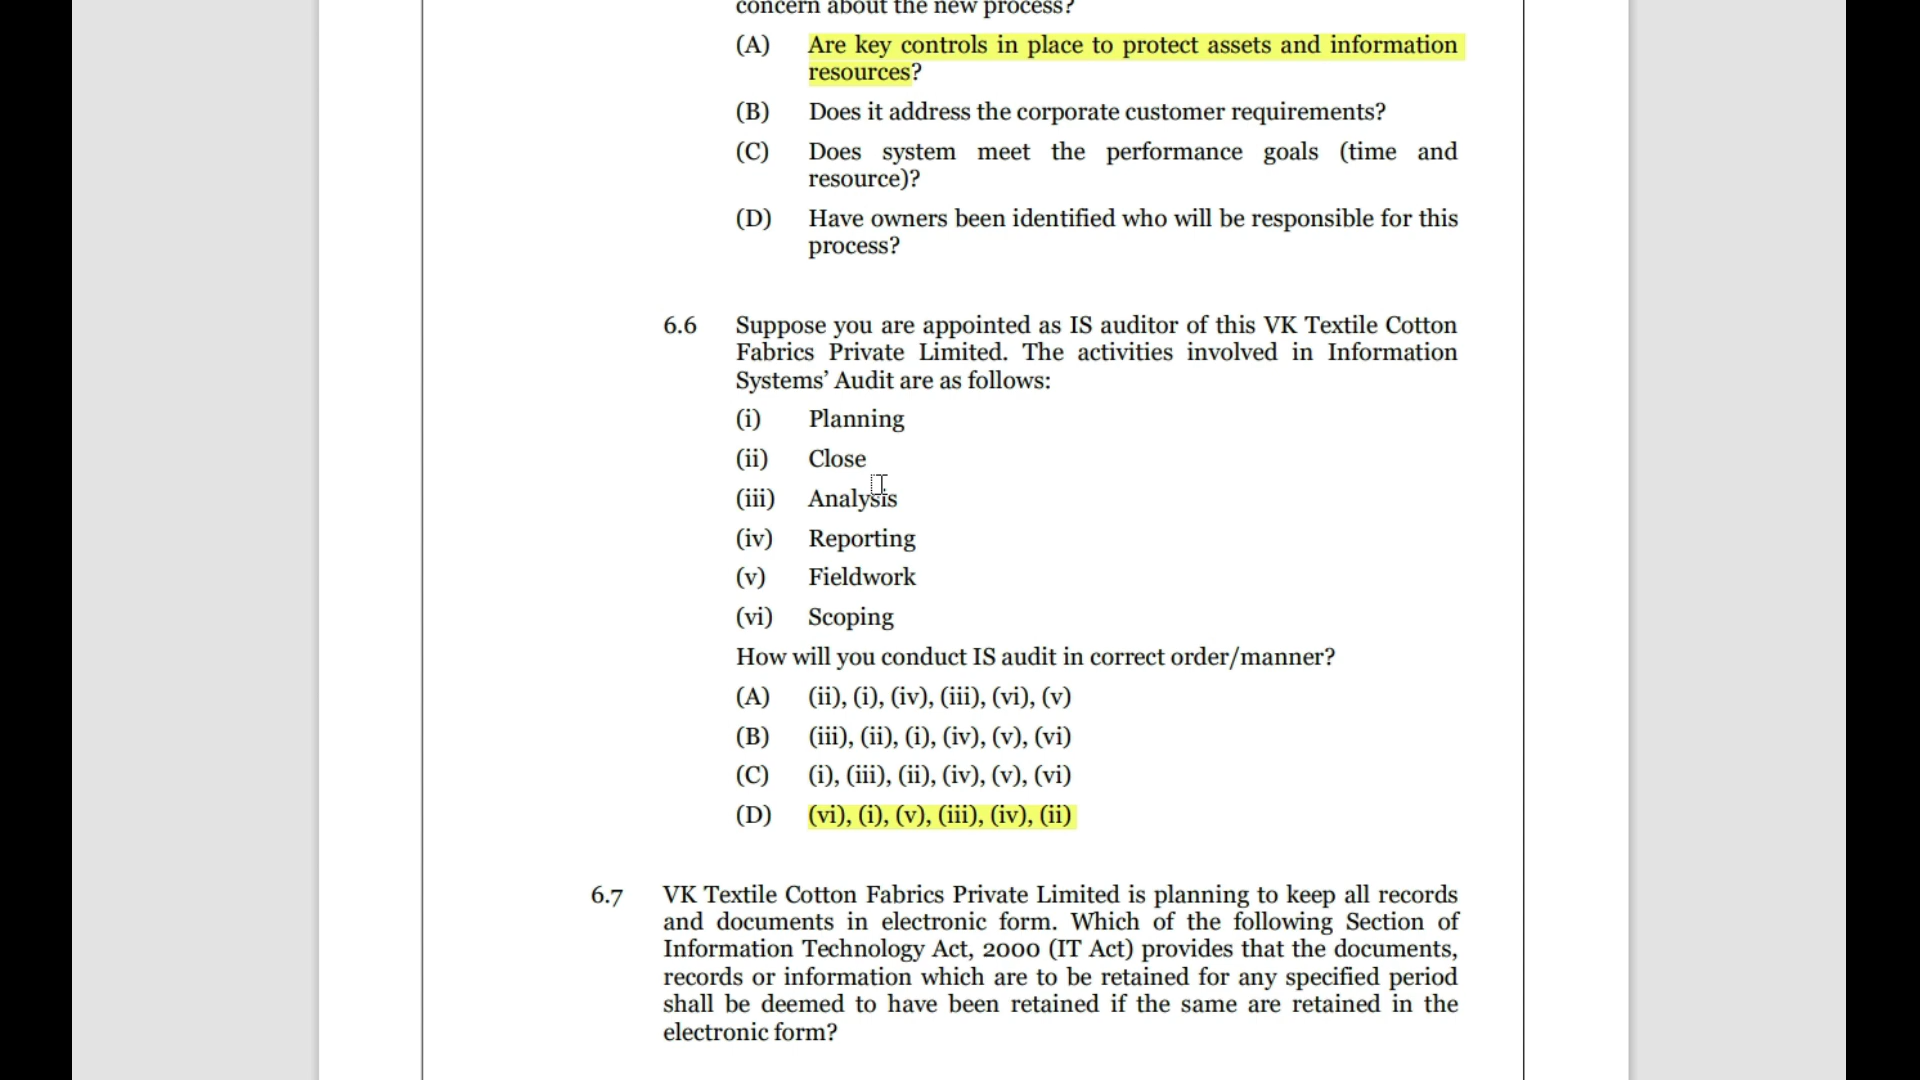 concern about the new process?
(A) Are key controls in place to protect assets and information
resources?
(B) Does it address the corporate customer requirements?
(C) Does system meet the performance goals (time and
resource)?
(D) Have owners been identified who will be responsible for this
process?
6.6 Suppose you are appointed as IS auditor of this VK Textile Cotton
Fabrics Private Limited. The activities involved in Information
Systems’ Audit are as follows:
(i) Planning
(ii) Close
(iii) Analysis
(iv) Reporting
(v) Fieldwork
(vi) Scoping
How will you conduct IS audit in correct order/manner?
(A) (ii), (i), (iv), (iii), (vi), (v)
(B) (iii), (ii), (i), (iv), (v), (vi)
(C) (i), (iii), (ii), (iv), (v), (vi)
(D) (vi), (i), (v), (iii), (iv), (ii)
6.7 VK Textile Cotton Fabrics Private Limited is planning to keep all records
and documents in electronic form. Which of the following Section of
Information Technology Act, 2000 (IT Act) provides that the documents,
records or information which are to be retained for any specified period
shall be deemed to have been retained if the same are retained in the
electronic form?